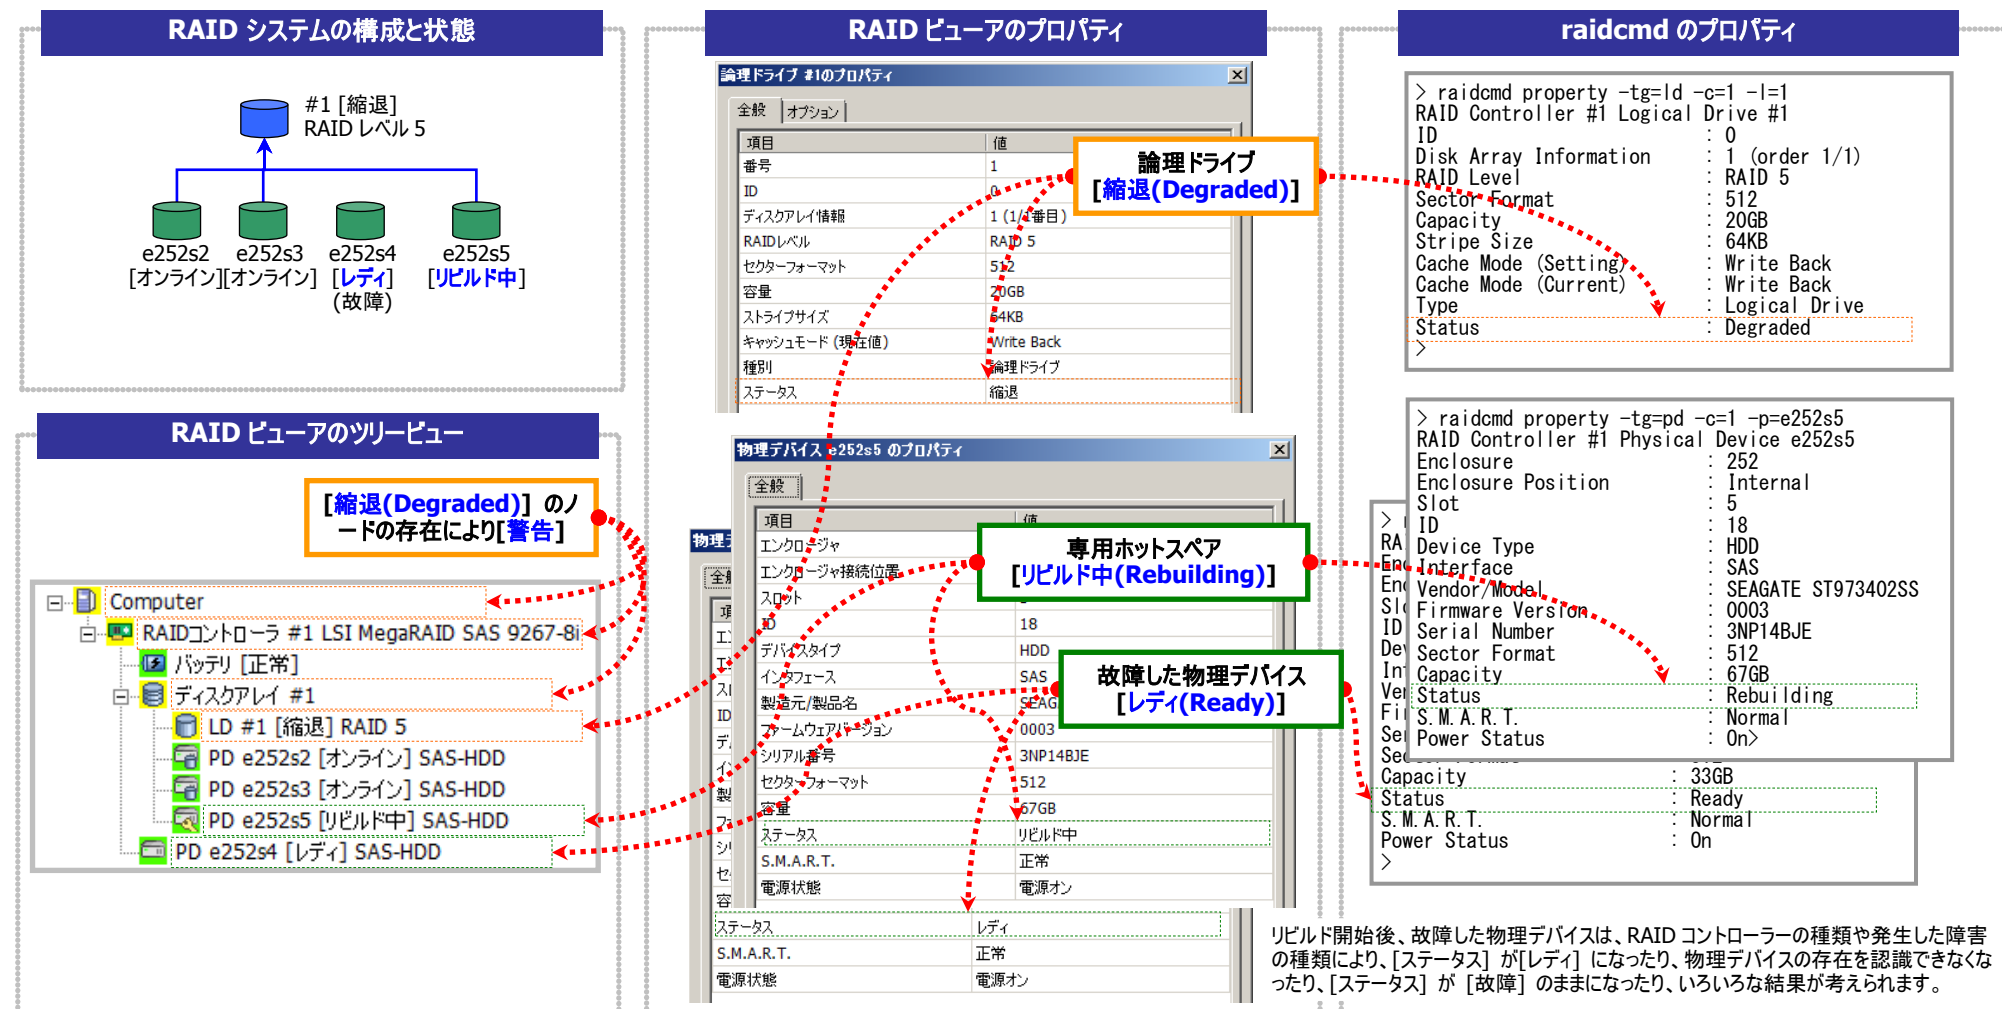 RAID システムの構成と状態
#1 [縮退]
RAID レベル 5
e252s2 e252s3 e252s4 e252s5
[オンライン][オンライン] [レディ] [リビルド中]
(故障)
RAID ビューアのツリービュー
[縮退(Degraded)] のノ
ードの存在により[警告]
Computer
RAIDコントローラ #1 LSI MegaRAID SAS 9267-8i
バッテリ [正常]
ディスクアレイ #1
LD #1 [縮退] RAID 5
PD e252s2 [オンライン] SAS-HDD
PD e252s3 [オンライン] SAS-HDD
PD e252s5 [リビルド中] SAS-HDD
PD e252s4 [レディ] SAS-HDD
RAID ビューアのプロパティ
論理ドライブ #1のプロパティ
全般 オプション
項目 値
番号 1
ID 0
ディスクアレイ情報 1 (1/1番目)
RAIDレベル RAID 5
セクターフォーマット 512
容量 20GB
ストライプサイズ 64KB
キャッシュモード (現在値) Write Back
種別 論理ドライブ
ステータス 縮退
論理ドライブ
[縮退(Degraded)]
物理デバイス e252s5 のプロパティ
全般
項目 値
エンクロージャ
エンクロージャ接続位置
スロット
ID 18
デバイスタイプ HDD
インタフェース SAS
製造元/製品名 SEAG
ファームウェアバージョン 0003
シリアル番号 3NP14BJE
セクターフォーマット 512
容量 67GB
ステータス リビルド中
S.M.A.R.T. 正常
電源状態 電源オン
専用ホットスペア
[リビルド中(Rebuilding)]
故障した物理デバイス
[レディ(Ready)]
ステータス レディ
S.M.A.R.T. 正常
電源状態 電源オン
raidcmd のプロパティ
> raidcmd property -tg=ld -c=1 -l=1
RAID Controller #1 Logical Drive #1
ID : 0
Disk Array Information : 1 (order 1/1)
RAID Level : RAID 5
Sector Format : 512
Capacity : 20GB
Stripe Size : 64KB
Cache Mode (Setting) : Write Back
Cache Mode (Current) : Write Back
Type : Logical Drive
Status : Degraded
>
> raidcmd property -tg=pd -c=1 -p=e252s5
RAID Controller #1 Physical Device e252s5
Enclosure : 252
Enclosure Position : Internal
Slot : 5
ID : 18
Device Type : HDD
Interface : SAS
Vendor/Model : SEAGATE ST973402SS
Firmware Version : 0003
Serial Number : 3NP14BJE
Sector Format : 512
Capacity : 67GB
Status : Rebuilding
S.M.A.R.T. : Normal
Power Status : On>
Capacity : 33GB
Status : Ready
S.M.A.R.T. : Normal
Power Status : On
>
リビルド開始後、故障した物理デバイスは、RAID コントローラーの種類や発生した障害
の種類により、[ステータス] が[レディ] になったり、物理デバイスの存在を認識できなくな
ったり、[ステータス] が [故障] のままになったり、いろいろな結果が考えられます。